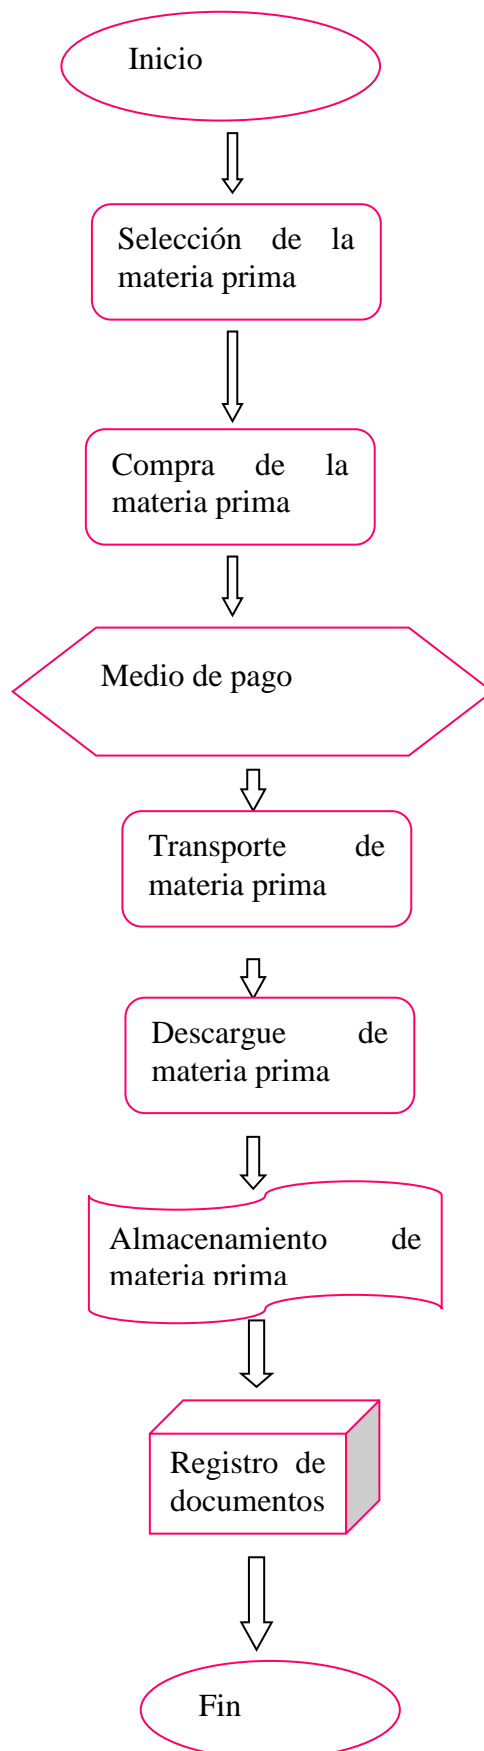 Inicio
Selección de la
materia prima
Compra de la
materia prima
Medio de pago
Transporte de
materia prima
Descargue de
materia prima
Almacenamiento de
materia prima
Registro de
documentos
Fin